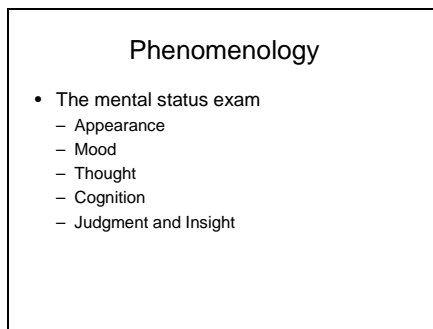 Phenomenology
• The mental status exam
– Appearance
– Mood
– Thought
– Cognition
– Judgment and Insight